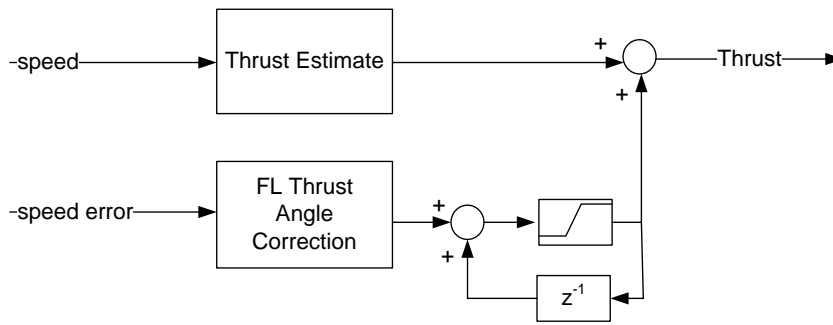 speed
Thrust Estimate
+
+
Thrust
speed error
FL Thrust
Angle
Correction
+
+
z⁻¹